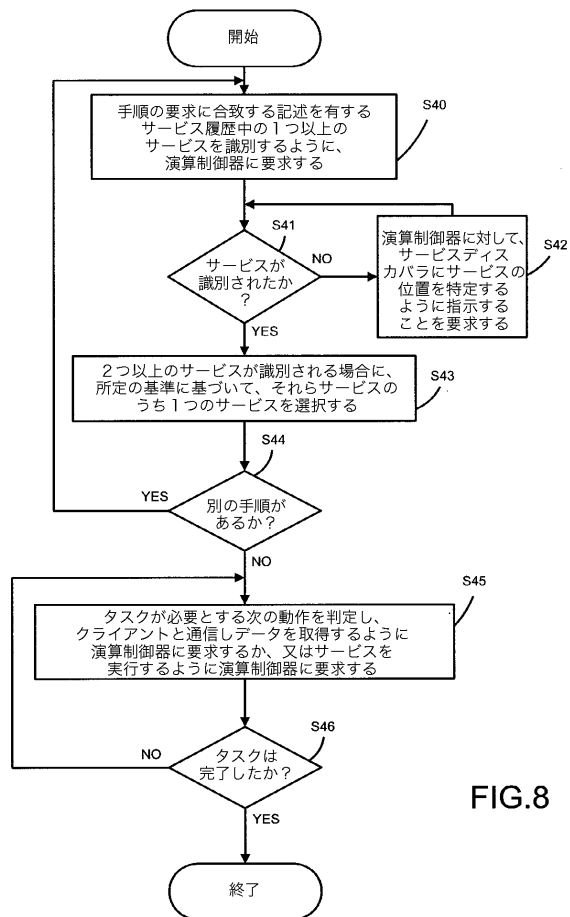 開始
手順の要求に合致する記述を有する
サービス履歴中の１つ以上の
サービスを識別するように、
演算制御器に要求する
S40
サービスが
識別されたか
？
S41
NO
YES
演算制御器に対して、
サービスディス
カバラにサービスの
位置を特定する
ように指示する
ことを要求する
S42
２つ以上のサービスが識別される場合に、
所定の基準に基づいて、それらサービスの
うち１つのサービスを選択する
S43
別の手順が
あるか？
S44
YES
NO
タスクが必要とする次の動作を判定し、
クライアントと通信しデータを取得するように
演算制御器に要求するか、又はサービスを
実行するように演算制御器に要求する
S45
タスクは
完了したか？
S46
NO
YES
終了
FIG.8